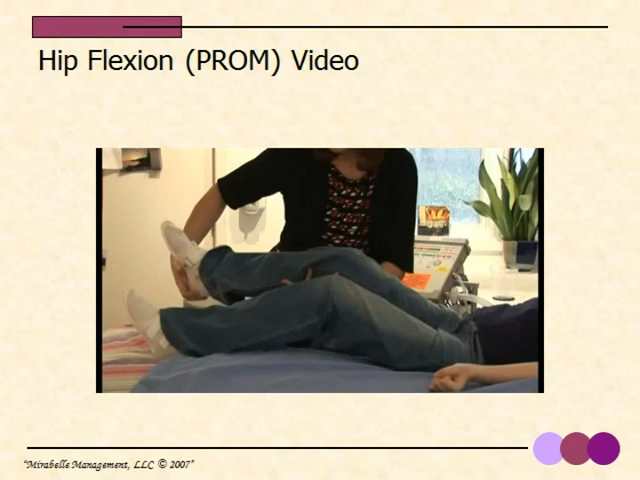 Hip Flexion (PROM) Video
“Mirabelle Management, LLC © 2007”